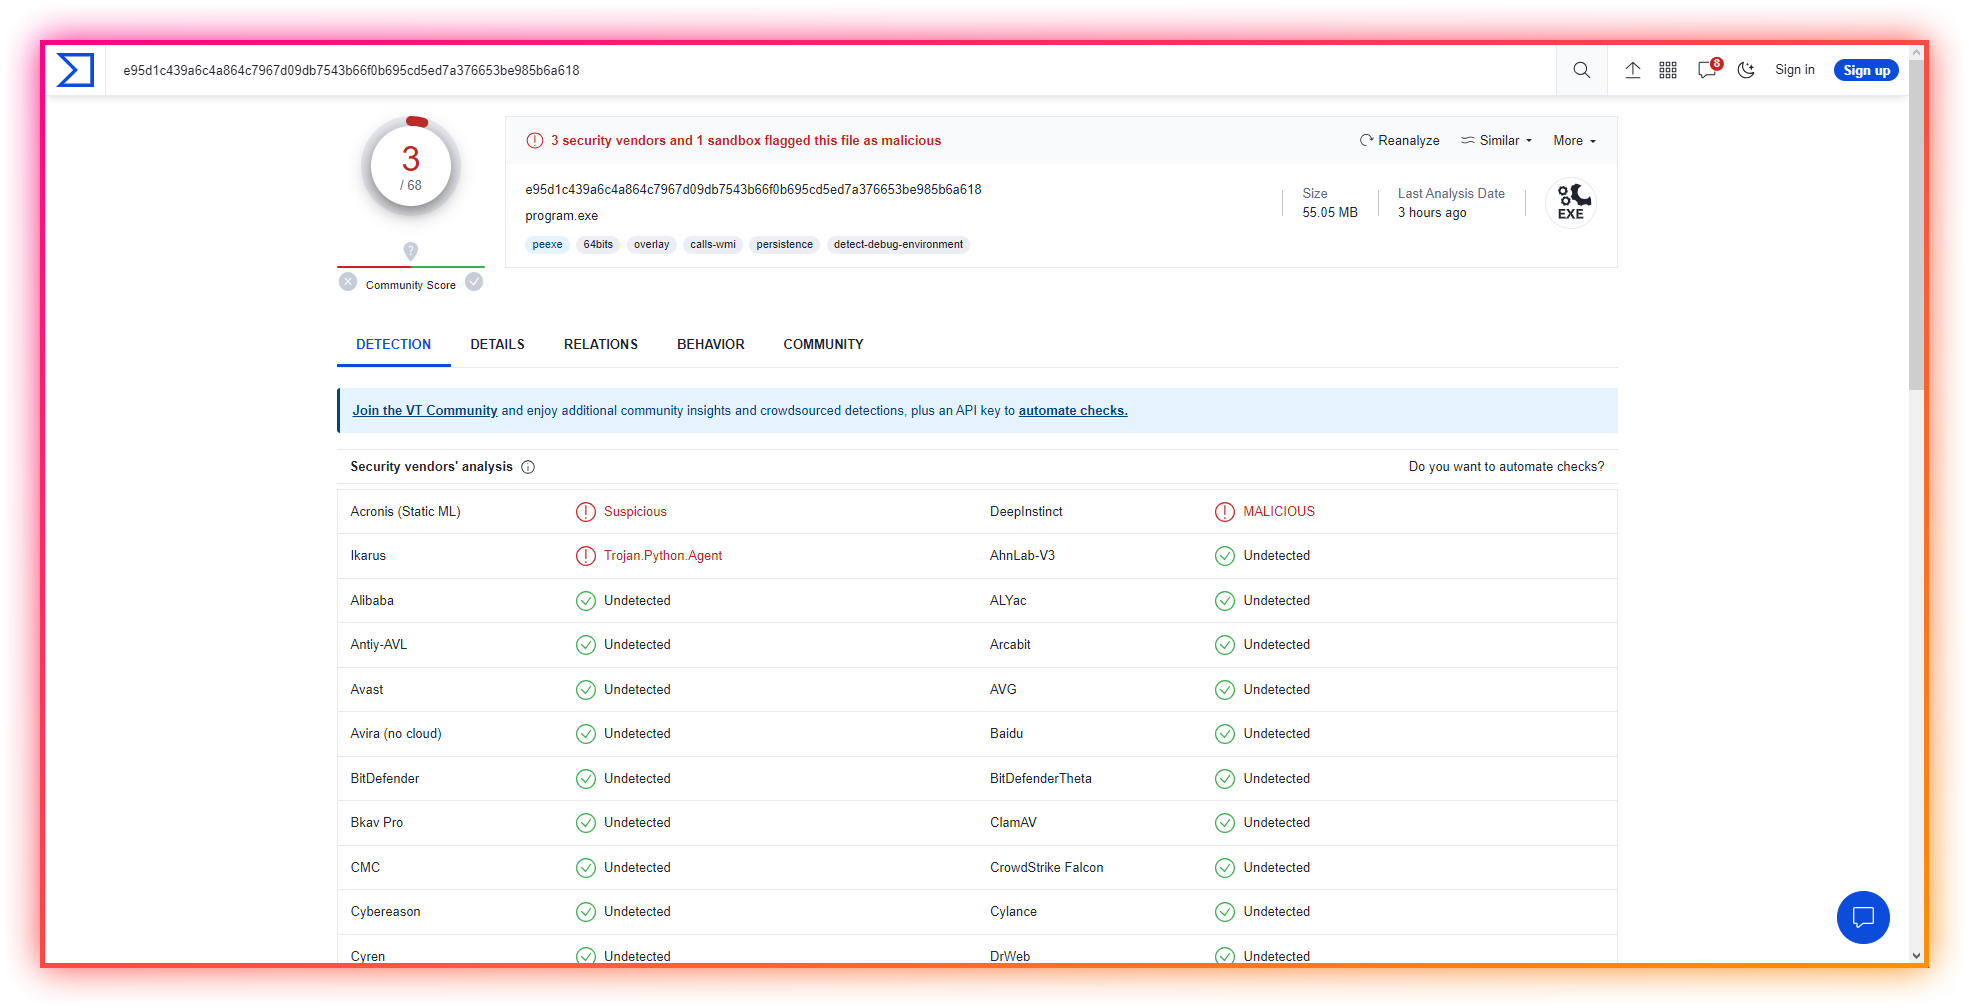 e95d1c439a6c4a864c7967d09db7543b66f0b695cd5ed7a376653be985b6a618
8
Sign in
Sign up
3
/ 68
?
Community Score
3 security vendors and 1 sandbox flagged this file as malicious
Reanalyze
Similar
More
e95d1c439a6c4a864c7967d09db7543b66f0b695cd5ed7a376653be985b6a618
program.exe
peexe 64bits overlay calls-wmi persistence detect-debug-environment
Size
55.05 MB
Last Analysis Date
3 hours ago
EXE
DETECTION DETAILS RELATIONS BEHAVIOR COMMUNITY
Join the VT Community and enjoy additional community insights and crowdsourced detections, plus an API key to automate checks.
Security vendors' analysis Do you want to automate checks?
Acronis (Static ML) Suspicious DeepInstinct MALICIOUS
Ikarus Trojan.Python.Agent AhnLab-V3 Undetected
Alibaba Undetected ALYac Undetected
Antiy-AVL Undetected Arcabit Undetected
Avast Undetected AVG Undetected
Avira (no cloud) Undetected Baidu Undetected
BitDefender Undetected BitDefenderTheta Undetected
Bkav Pro Undetected ClamAV Undetected
CMC Undetected CrowdStrike Falcon Undetected
Cybereason Undetected Cylance Undetected
Cyren Undetected DrWeb Undetected